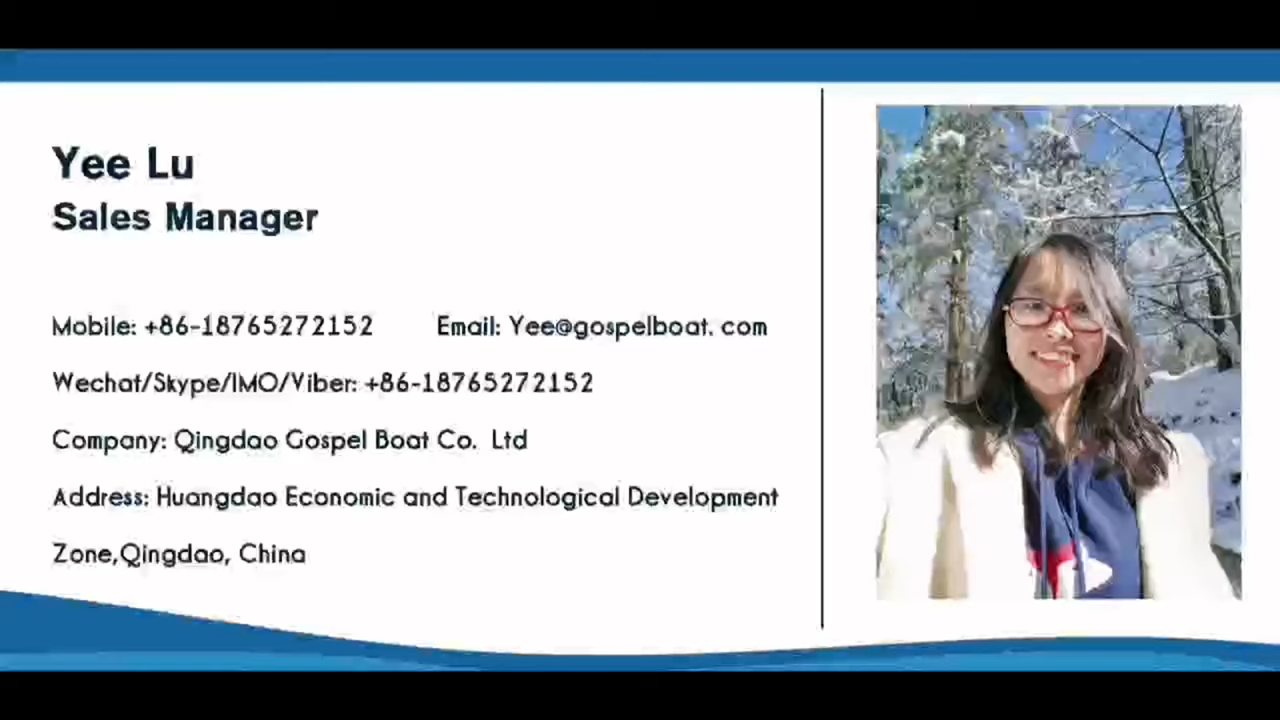 Yee Lu
Sales Manager
Mobile: +86-18765272152 Email: Yee@gospelboat. com
Wechat/Skype/IMO/Viber: +86-18765272152
Company: Qingdao Gospel Boat Co. Ltd
Address: Huangdao Economic and Technological Development
Zone,Qingdao, China